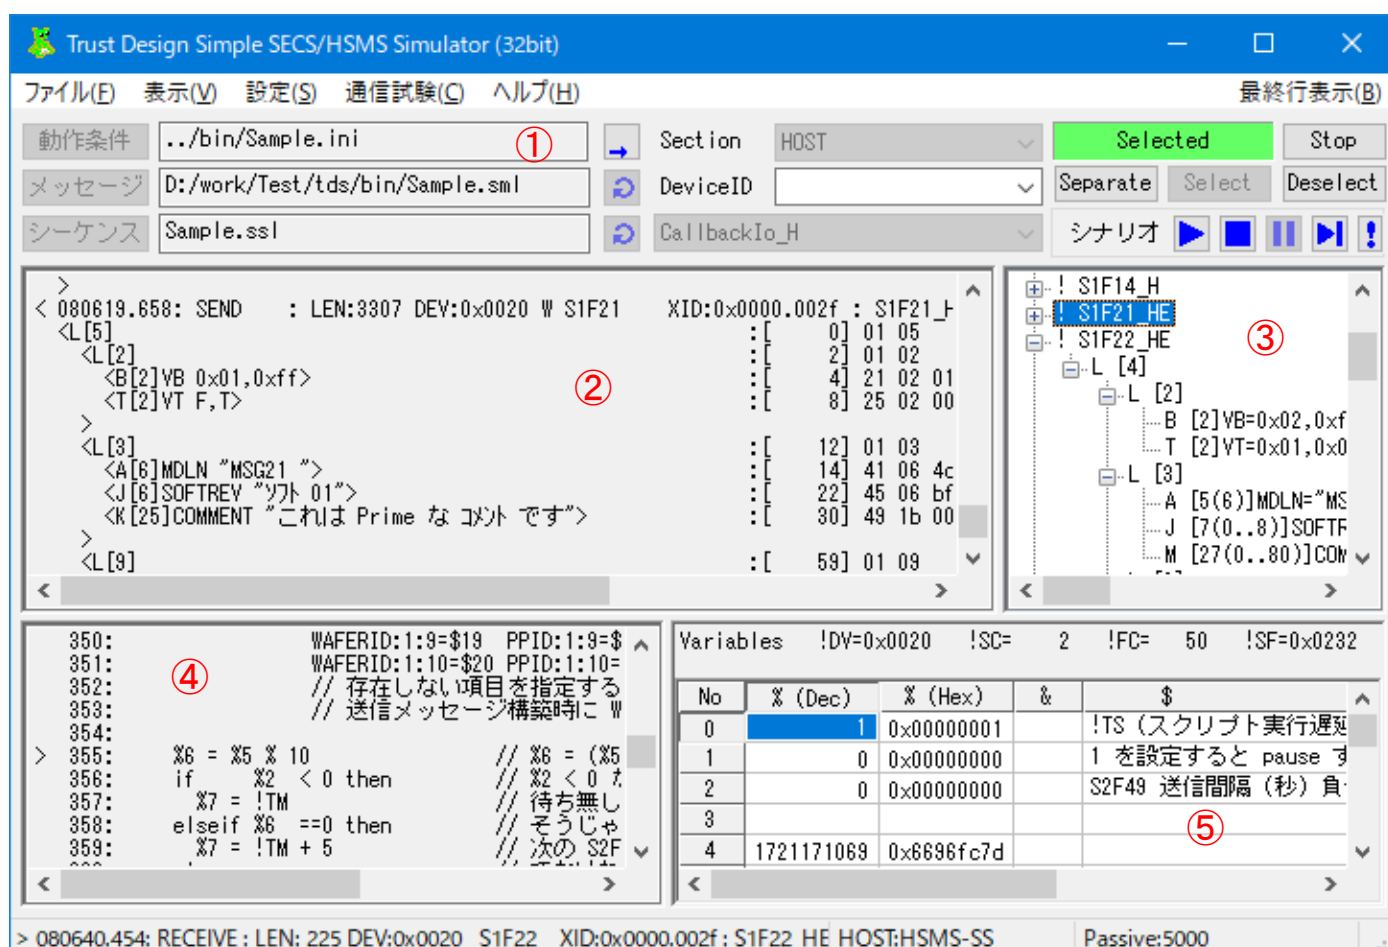 Trust Design Simple SECS/HSMS Simulator (32bit)
ファイル(F) 表示(V) 設定(S) 通信試験(C) ヘルプ(H) 最終行表示(B)
動作条件 ../bin/Sample.ini ① → Section HOST Selected Stop
メッセージ D:/work/Test/tds/bin/Sample.sml DeviceID Separate Select Deselect
シーケンス Sample.ssl CallbackIo_H シナリオ
>
< 080619.658: SEND : LEN:3307 DEV:0x0020 W S1F21 XID:0x0000.002f : S1F21_H
<L[5] :[ 0] 01 05
<L[2] :[ 2] 01 02
<B[2]VB 0x01,0xff> :[ 4] 21 02 01
<T[2]VT F,T> :[ 8] 25 02 00
>
<L[3] :[ 12] 01 03
<A[6]MDLN "MSG21 "> :[ 14] 41 06 4c
<J[6]SOFTREV "ソフト 01"> :[ 22] 45 06 bf
<K[25]COMMENT "これは Prime な コメント です"> :[ 30] 49 1b 00
>
<L[9] :[ 59] 01 09
②
! S1F14_H
! S1F21_HE
! S1F22_HE
③
L [4]
L [2]
B [2]VB=0x02,0xf
T [2]VT=0x01,0x0
L [3]
A [5(6)]MDLN="MS
J [7(0..8)]SOFTR
M [27(0..80)]COM
350: WAFERID:1:9=$19 PPID:1:9=$
351: WAFERID:1:10=$20 PPID:1:10=
352: // 存在しない項目を指定する
353: // 送信メッセージ構築時に W
354:
> 355: %6 = %5 % 10 // %6 = (%5
356: if %2 < 0 then // %2 < 0 な
357: %7 = !TM // 待ち無し
358: elseif %6 ==0 then // そうじゃ
359: %7 = !TM + 5 // 次の S2F
④
Variables !DV=0x0020 !SC= 2 !FC= 50 !SF=0x0232
No % (Dec) % (Hex) & $
0 1 0x00000001 !TS (スクリプト実行遅延
1 0 0x00000000 1 を設定すると pause す
2 0 0x00000000 S2F49 送信間隔 (秒) 負
3
4 1721171069 0x6696fc7d
⑤
> 080640.454: RECEIVE : LEN: 225 DEV:0x0020 S1F22 XID:0x0000.002f : S1F22_HE HOST:HSMS-SS Passive:5000